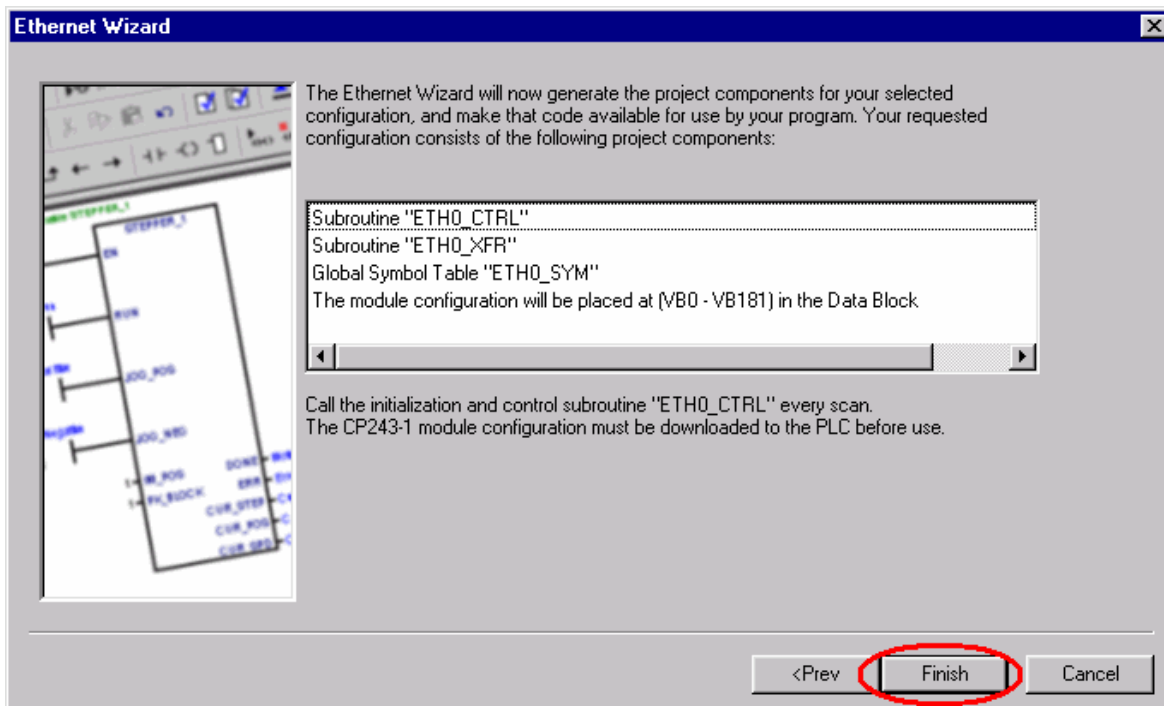 Ethernet Wizard
The Ethernet Wizard will now generate the project components for your selected
configuration, and make that code available for use by your program. Your requested
configuration consists of the following project components:
Subroutine "ETH0_CTRL"
Subroutine "ETH0_XFR"
Global Symbol Table "ETH0_SYM"
The module configuration will be placed at (VB0 - VB181) in the Data Block
Call the initialization and control subroutine "ETH0_CTRL" every scan.
The CP243-1 module configuration must be downloaded to the PLC before use.
STEPPER_1
STEPPER_1
EN
RUN
JOG_POS
JOG_NEG
DONE
ERR
CUR_STEP
CUR_POS
<Prev
Finish
Cancel